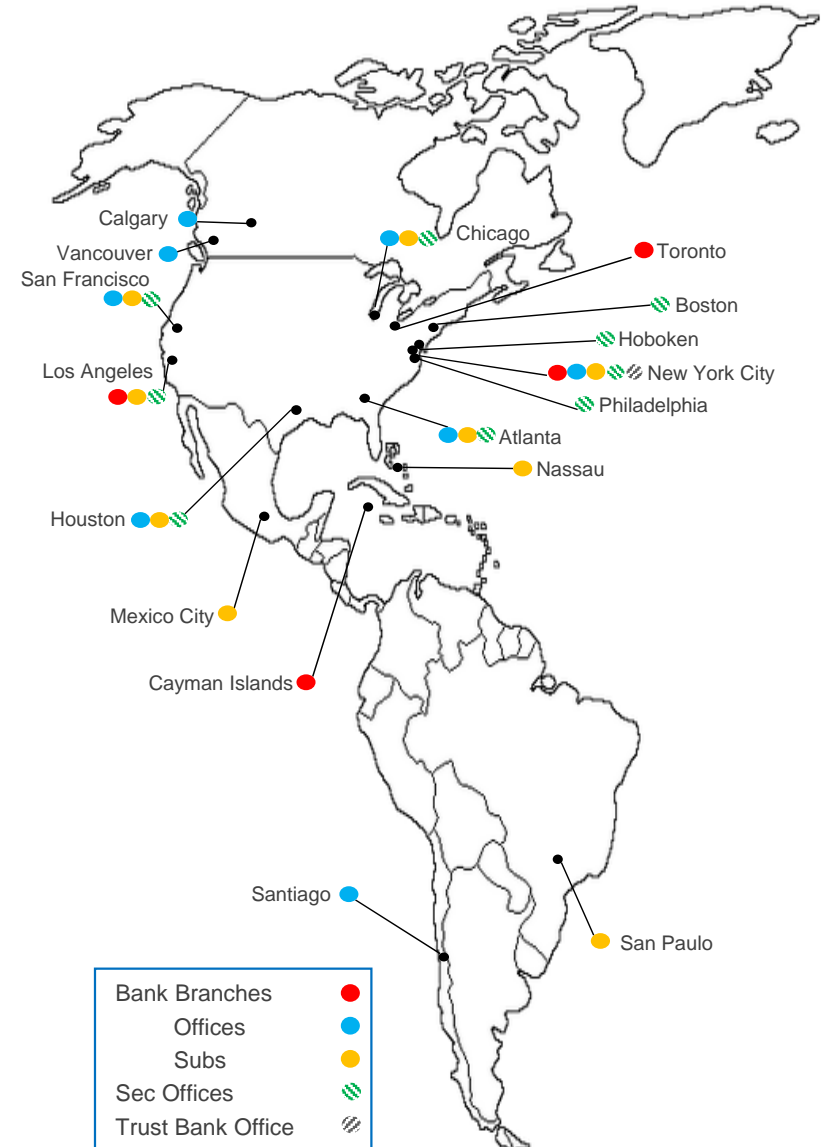 Calgary
Chicago
Vancouver
Toronto
San Francisco
Boston
Hoboken
Los Angeles
New York City
Philadelphia
Atlanta
Nassau
Houston
Mexico City
Cayman Islands
Santiago
San Paulo
Bank Branches
Offices
Subs
Sec Offices
Trust Bank Office